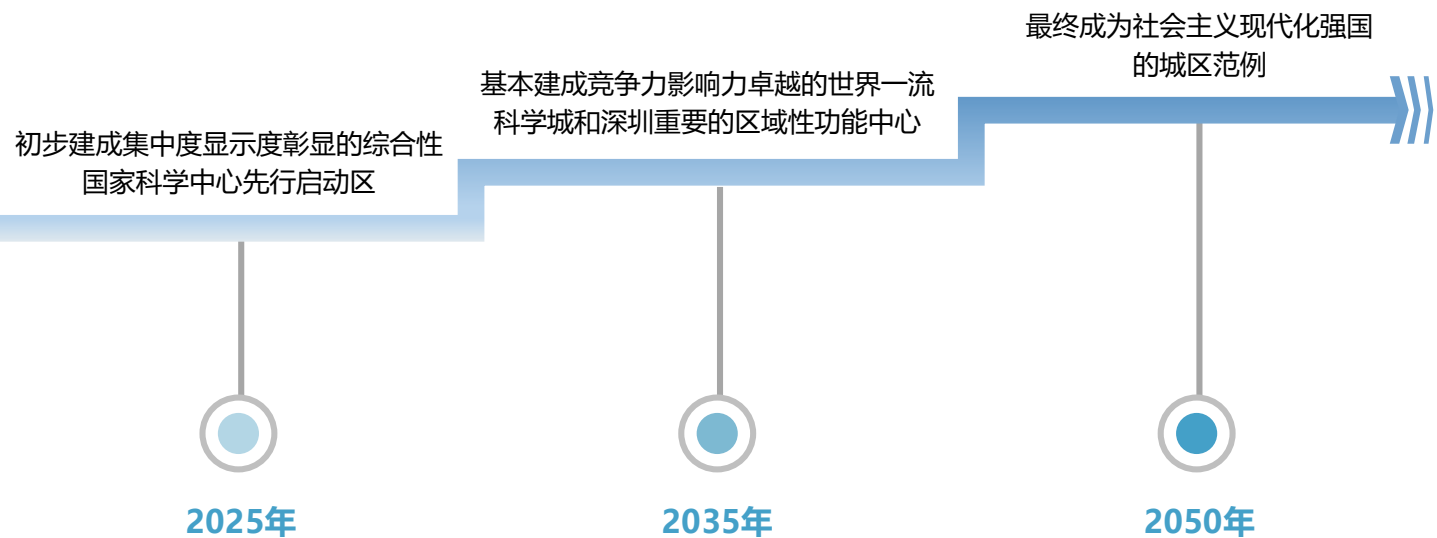 初步建成集中度显示度彰显的综合性
国家科学中心先行启动区
基本建成竞争力影响力卓越的世界一流
科学城和深圳重要的区域性功能中心
最终成为社会主义现代化强国
的城区范例
2025年
2035年
2050年